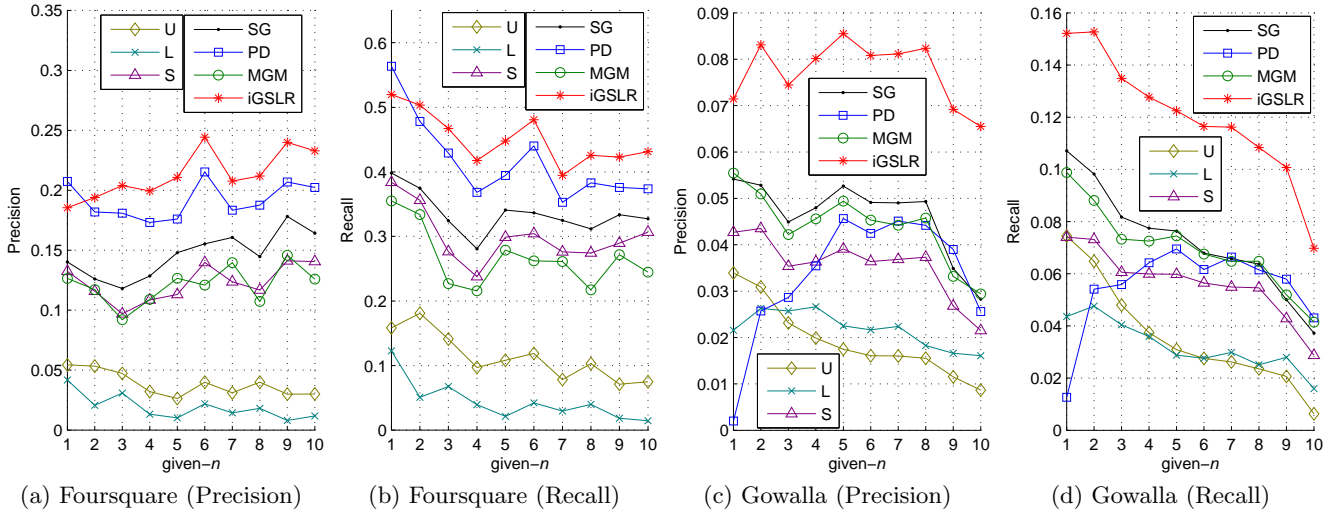 0.35
0.3
0.25
0.2
0.15
0.1
0.05
0
Precision
1 2 3 4 5 6 7 8 9 10
given-n
U
L
S
SG
PD
MGM
iGSLR
(a) Foursquare (Precision)
0.6
0.5
0.4
0.3
0.2
0.1
0
Recall
1 2 3 4 5 6 7 8 9 10
given-n
U
L
S
SG
PD
MGM
iGSLR
(b) Foursquare (Recall)
0.09
0.08
0.07
0.06
0.05
0.04
0.03
0.02
0.01
0
Precision
1 2 3 4 5 6 7 8 9 10
given-n
SG
PD
MGM
iGSLR
U
L
S
(c) Gowalla (Precision)
0.16
0.14
0.12
0.1
0.08
0.06
0.04
0.02
0
Recall
1 2 3 4 5 6 7 8 9 10
given-n
SG
PD
MGM
iGSLR
U
L
S
(d) Gowalla (Recall)